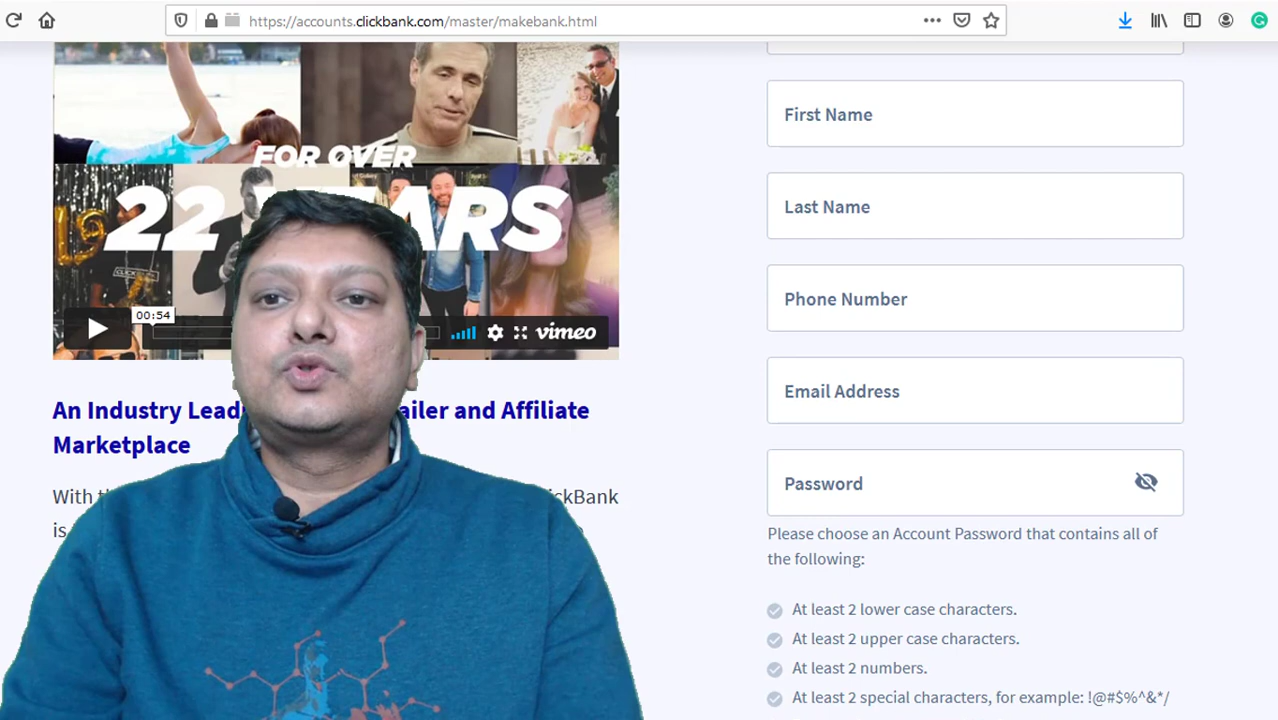 https://accounts.clickbank.com/master/makebank.html
FOR OVER
22 YEARS
00:54
vimeo
An Industry Lead ailer and Affiliate
Marketplace
With ickBank
is
First Name
Last Name
Phone Number
Email Address
Password
Please choose an Account Password that contains all of
the following:
At least 2 lower case characters.
At least 2 upper case characters.
At least 2 numbers.
At least 2 special characters, for example: !@#$%^&*/